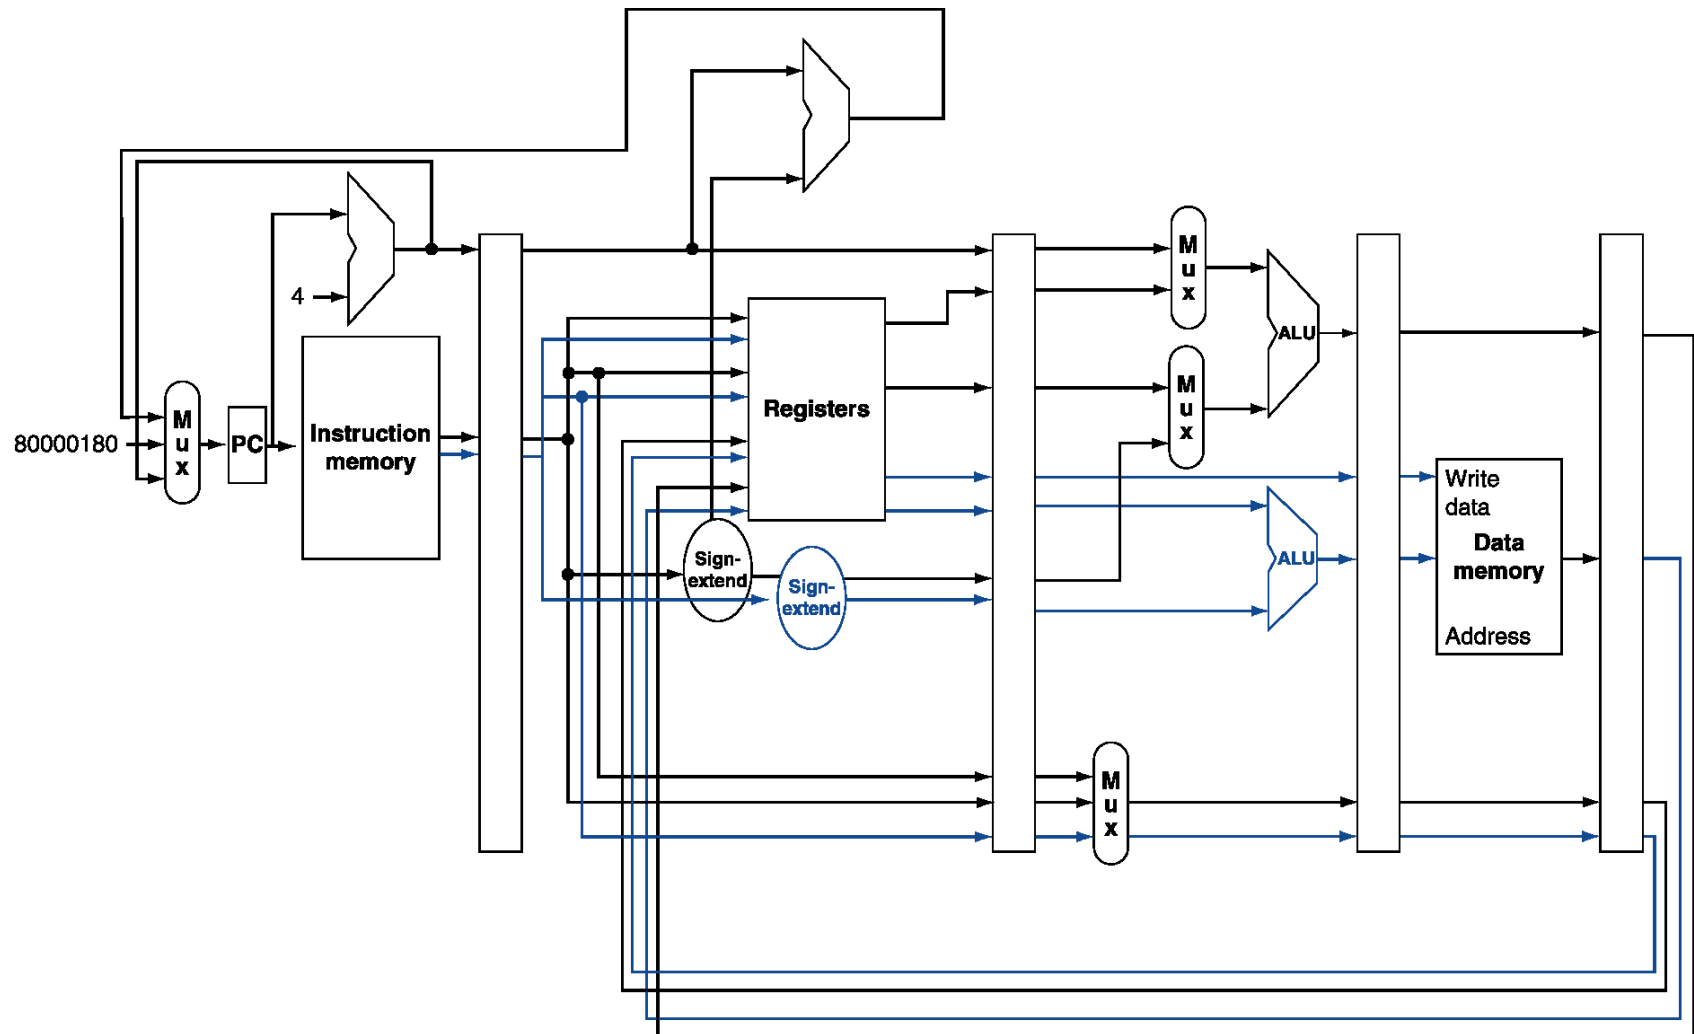 4
M
u
x
80000180
PC
Instruction
memory
Registers
Sign-
extend
Sign-
extend
M
u
x
M
u
x
ALU
ALU
M
u
x
Write
data
Data
memory
Address